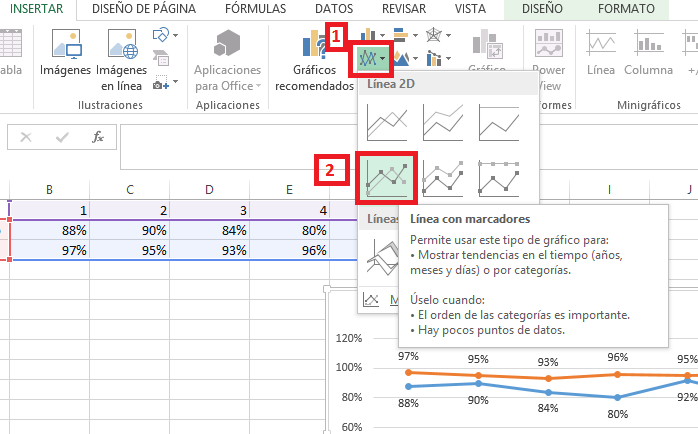 INSERTAR DISEÑO DE PÁGINA FÓRMULAS DATOS REVISAR VISTA DISEÑO FORMATO
1
Imágenes Imágenes en línea
Aplicaciones para Office
Gráficos recomendados
Gráfico
Power View
Línea Columna +/
Ilustraciones Aplicaciones Minigráficos
Línea 2D
2
fx
B C D E I J
1 2 3 4
88% 90% 84% 80%
97% 95% 93% 96%
Líneas
Línea con marcadores
Permite usar este tipo de gráfico para:
• Mostrar tendencias en el tiempo (años,
meses y días) o por categorías.
Úselo cuando:
• El orden de las categorías es importante.
• Hay pocos puntos de datos.
M
120%
100%
80%
60%
97% 95% 93% 96% 95%
88% 90% 84% 80% 92%